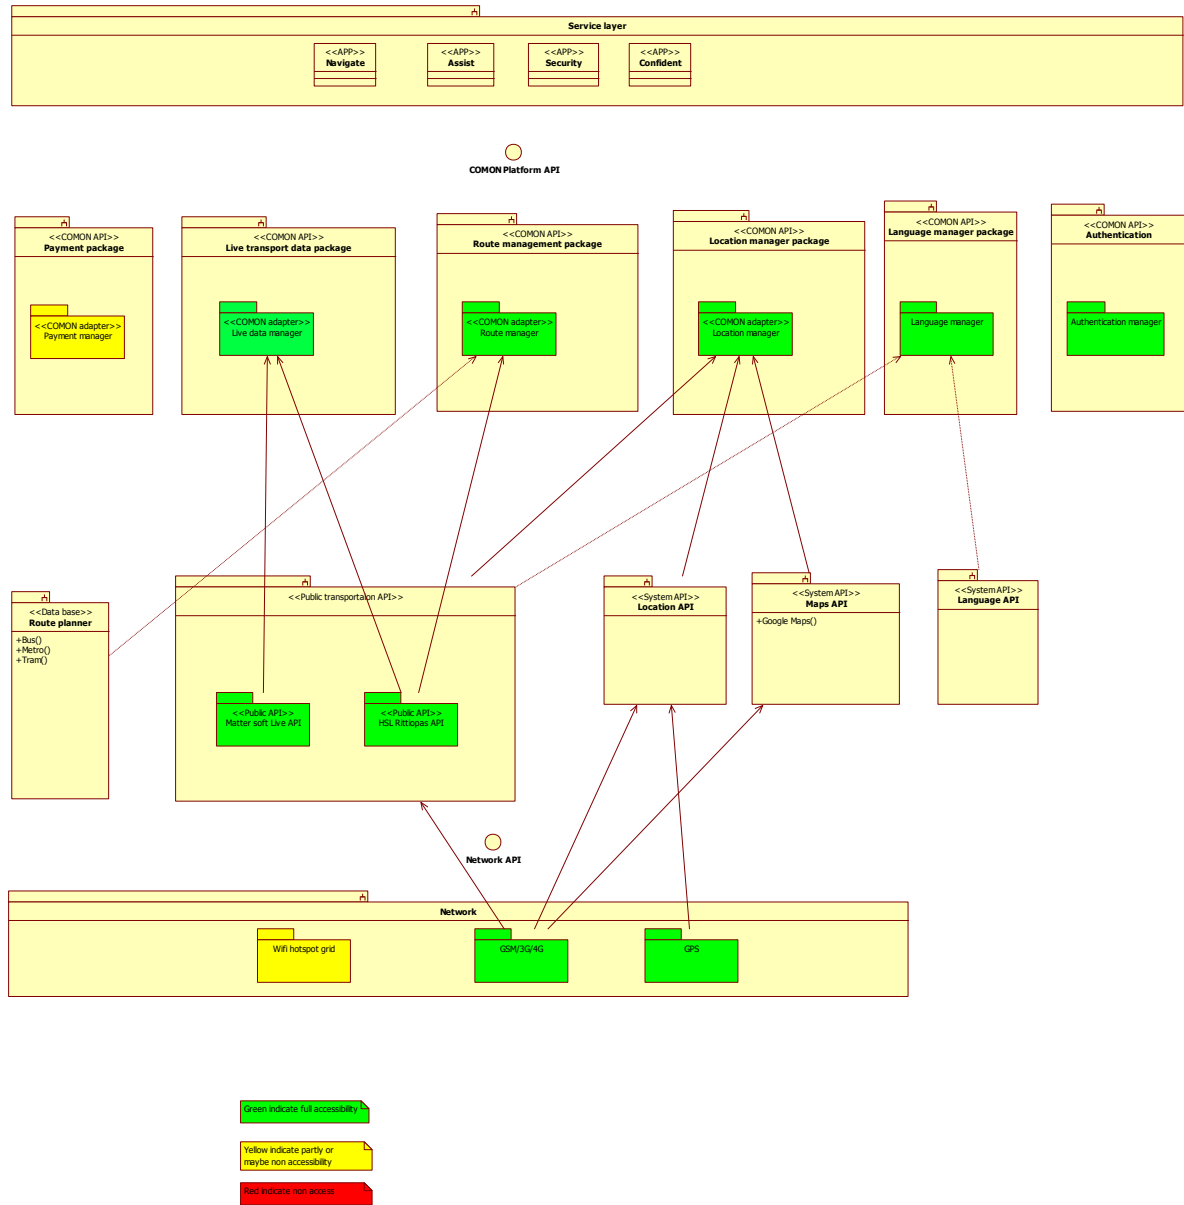 Service layer
<<APP>>
Navigate
<<APP>>
Assist
<<APP>>
Security
<<APP>>
Confident
COMON Platform API
<<COMON API>>
Payment package
<<COMON adapter>>
Payment manager
<<COMON API>>
Live transport data package
<<COMON adapter>>
Live data manager
<<COMON API>>
Route management package
<<COMON adapter>>
Route manager
<<COMON API>>
Location manager package
<<COMON adapter>>
Location manager
<<COMON API>>
Language manager package
Language manager
<<COMON API>>
Authentication
Authentication manager
<<Data base>>
Route planner
+Bus()
+Metro()
+Tram()
<<Public transportaion API>>
<<Public API>>
Matter soft Live API
<<Public API>>
HSL Rittiopas API
<<System API>>
Location API
<<System API>>
Maps API
+Google Maps()
<<System API>>
Language API
Network API
Network
Wifi hotspot grid
GSM/3G/4G
GPS
Green indicate full accessibility
Yellow indicate partly or
maybe non accessibility
Red indicate non access